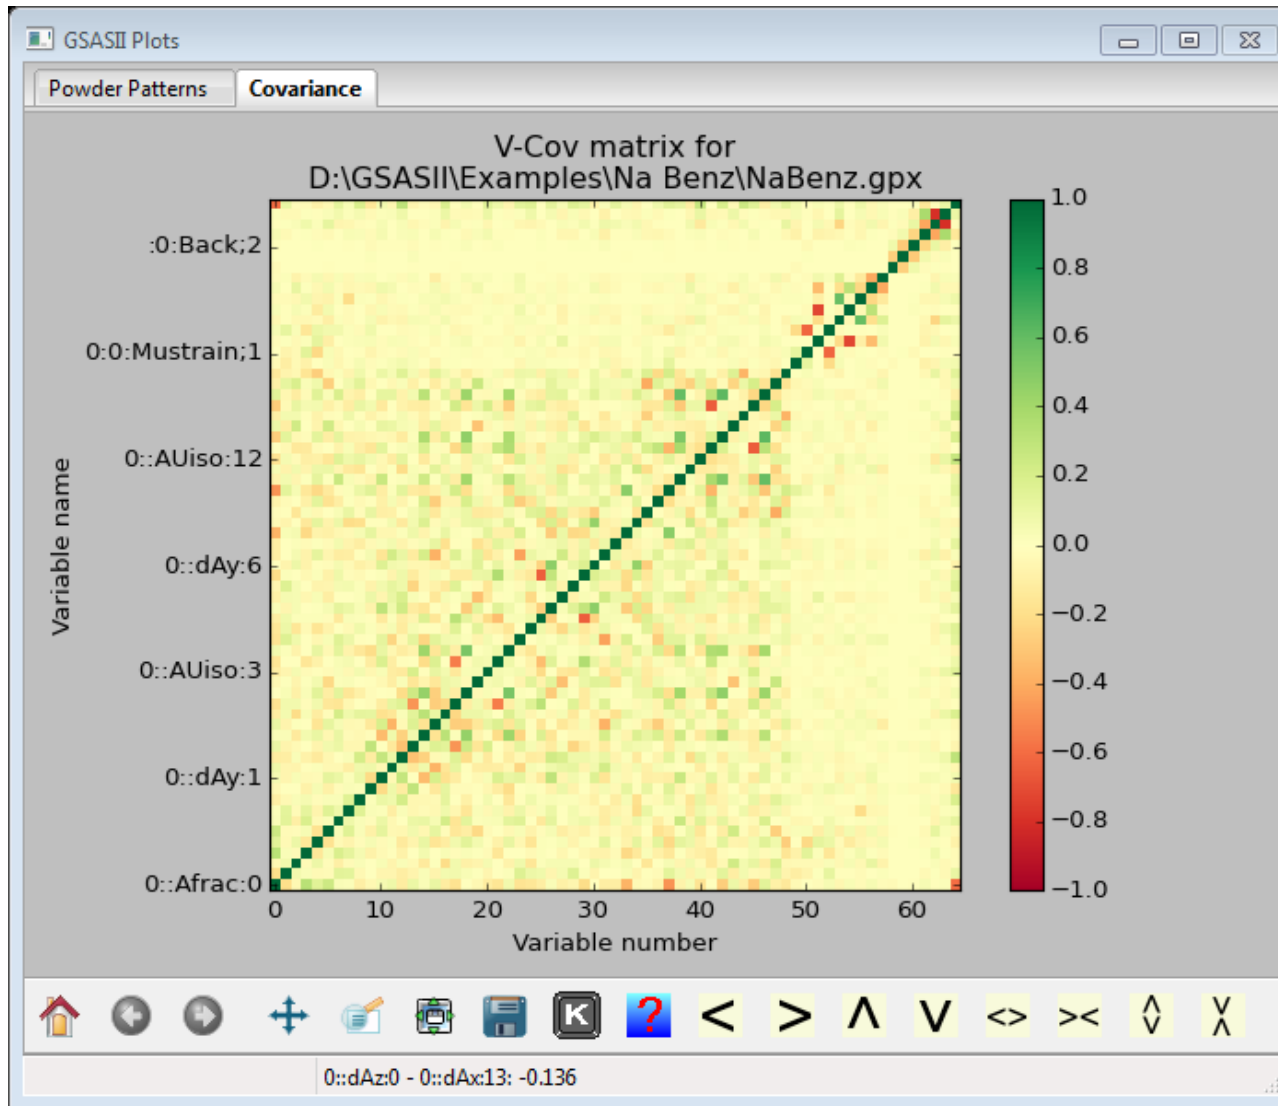 GSASII Plots
Powder Patterns
Covariance
V-Cov matrix for
D:\GSASII\Examples\Na Benz\NaBenz.gpx
Variable name
:0:Back;2
0:0:Mustrain;1
0::AUiso:12
0::dAy:6
0::AUiso:3
0::dAy:1
0::Afrac:0
0 10 20 30 40 50 60
Variable number
1.0
0.8
0.6
0.4
0.2
0.0
−0.2
−0.4
−0.6
−0.8
−1.0
K ? < > Λ V <> ><
0::dAz:0 - 0::dAx:13: -0.136